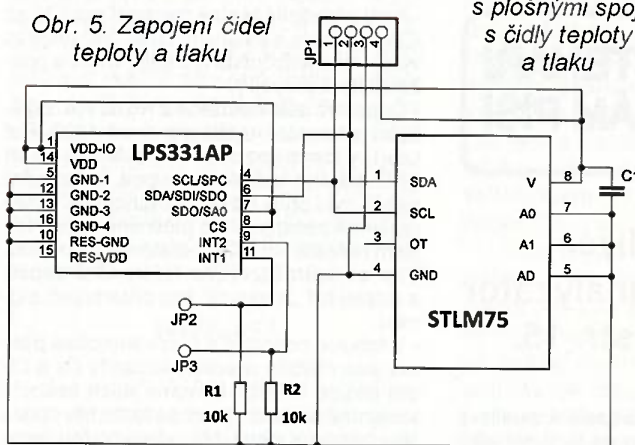 Obr. 5. Zapojení čidel
teploty a tlaku
s plošnými spoj
s čidly teploty
a tlaku
JP1
1 2 3 4
LPS331AP
1 VDD-IO
14 VDD
5 GND-1
12 GND-2
13 GND-3
16 GND-4
10 RES-GND
15 RES-VDD
SCL/SPC 4
SDA/SDI/SDO 6
SDO/SA0 7
CS 8
INT2 9
INT1 11
1 SDA
2 SCL
3 OT
4 GND
V 8
A0 7
A1 6
AD 5
STLM75
C1
JP2
JP3
R1
10k
R2
10k